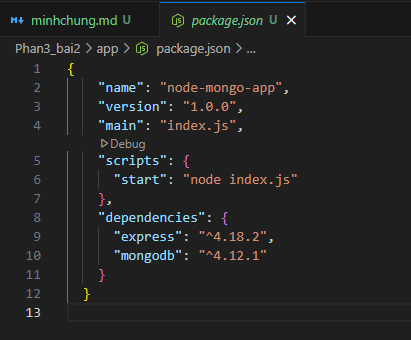 minhchung.md U
package.json U
Phan3_bai2 > app > package.json > ...
1 {
2 "name": "node-mongo-app",
3 "version": "1.0.0",
4 "main": "index.js",
Debug
5 "scripts": {
6 "start": "node index.js"
7 },
8 "dependencies": {
9 "express": "^4.18.2",
10 "mongodb": "^4.12.1"
11 }
12 }
13